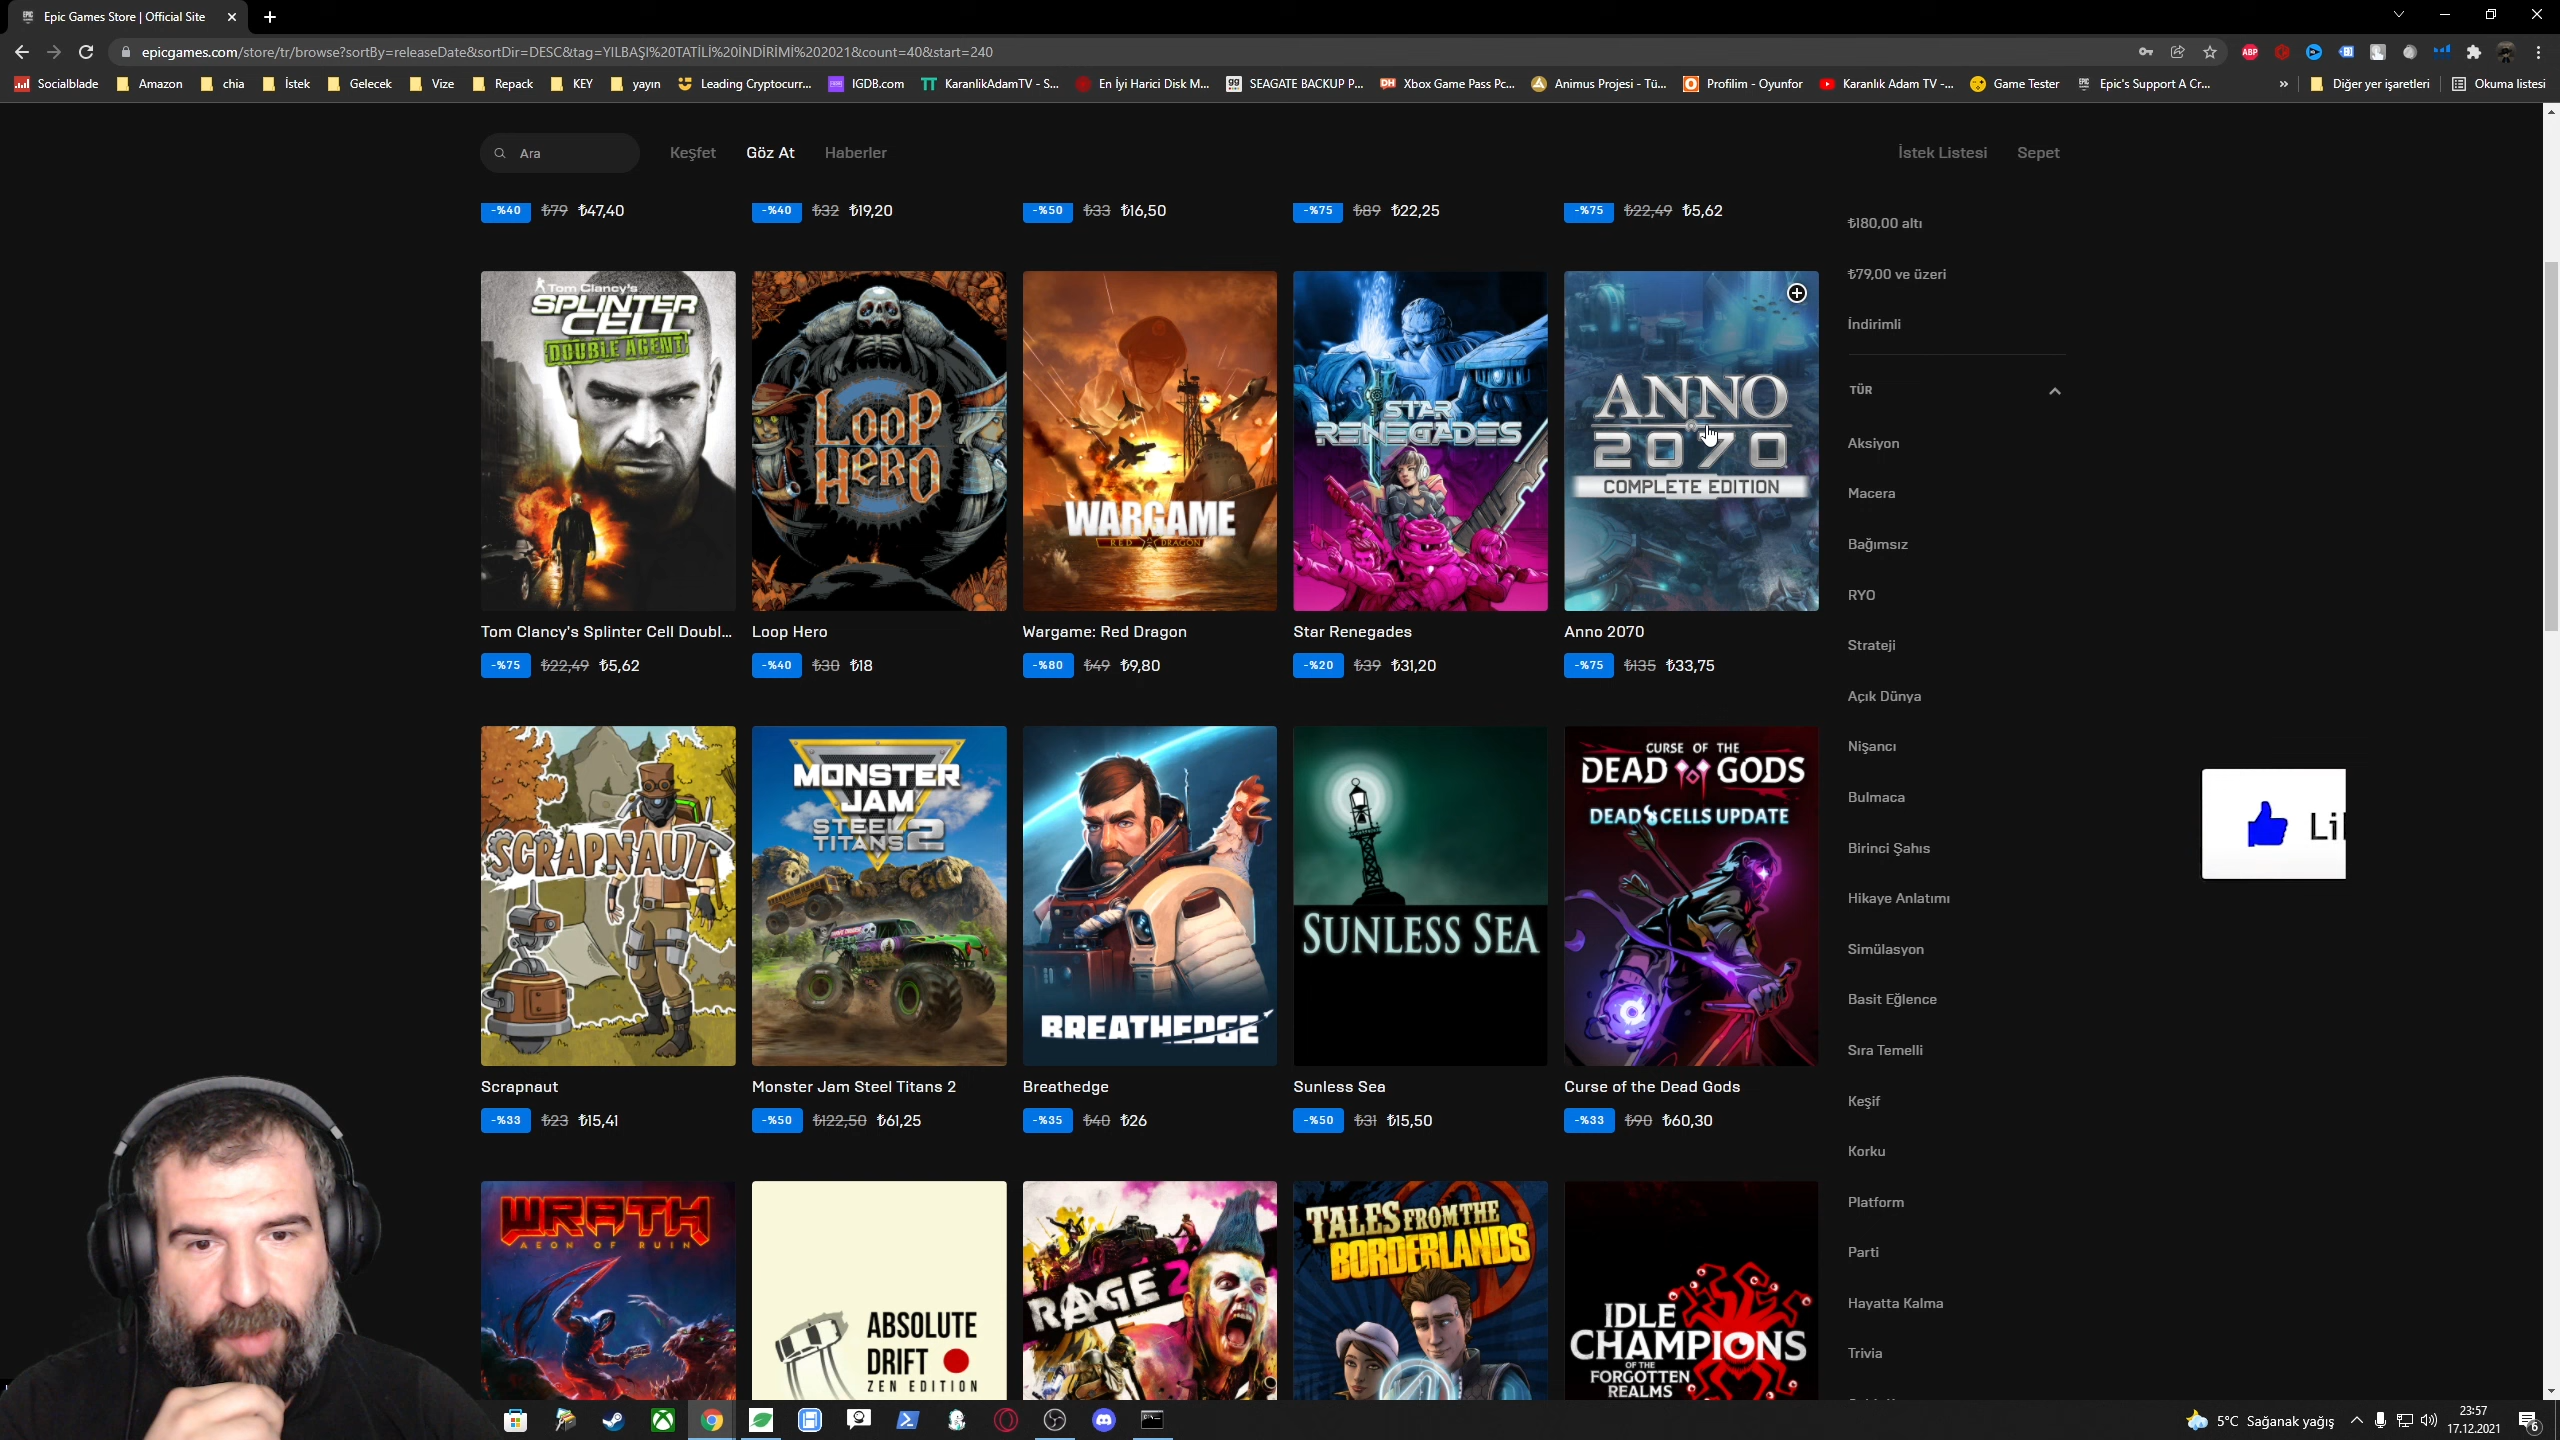 Epic Games Store | Official Site
epicgames.com/store/tr/browse?sortBy=releaseDate&sortDir=DESC&tag=YILBAŞI%20TATİLİ%20İNDİRİMİ%202021&count=40&start=240
Socialblade Amazon chia İstek Gelecek Vize Repack KEY yayın Leading Cryptocurr... IGDB.com KaranlikAdamTV - S... En İyi Harici Disk M... SEAGATE BACKUP P... Xbox Game Pass Pc... Animus Projesi - Tü... Profilim - Oyunfor Karanlık Adam TV -... Game Tester Epic's Support A Cr... » Diğer yer işaretleri Okuma listesi
Ara Keşfet Göz At Haberler İstek Listesi Sepet
-%40 ₺79 ₺47,40 -%40 ₺32 ₺19,20 -%50 ₺33 ₺16,50 -%75 ₺89 ₺22,25 -%75 ₺22,49 ₺5,62
Tom Clancy's
SPLINTER
CELL
DOUBLE AGENT
LOOP
HERO
WARGAME
RED DRAGON
STAR
RENEGADES
ANNO
2070
COMPLETE EDITION
Tom Clancy's Splinter Cell Doubl... Loop Hero Wargame: Red Dragon Star Renegades Anno 2070
-%75 ₺22,49 ₺5,62 -%40 ₺30 ₺18 -%80 ₺49 ₺9,80 -%20 ₺39 ₺31,20 -%75 ₺135 ₺33,75
SCRAPNAUT
MONSTER
JAM
STEEL
TITANS 2
BREATHEDGE
SUNLESS SEA
CURSE OF THE
DEAD GODS
DEAD CELLS UPDATE
Scrapnaut Monster Jam Steel Titans 2 Breathedge Sunless Sea Curse of the Dead Gods
-%33 ₺23 ₺15,41 -%50 ₺122,50 ₺61,25 -%35 ₺40 ₺26 -%50 ₺31 ₺15,50 -%33 ₺90 ₺60,30
WRATH
AEON OF RUIN
ABSOLUTE
DRIFT
ZEN EDITION
RAGE 2
TALES FROM THE
BORDERLANDS
IDLE
CHAMPIONS
OF THE
FORGOTTEN
REALMS
₺180,00 altı
₺79,00 ve üzeri
İndirimli
TÜR
Aksiyon
Macera
Bağımsız
RYO
Strateji
Açık Dünya
Nişancı
Bulmaca
Birinci Şahıs
Hikaye Anlatımı
Simülasyon
Basit Eğlence
Sıra Temelli
Keşif
Korku
Platform
Parti
Hayatta Kalma
Trivia
Li
5°C Sağanak yağış
23:57
17.12.2021
6